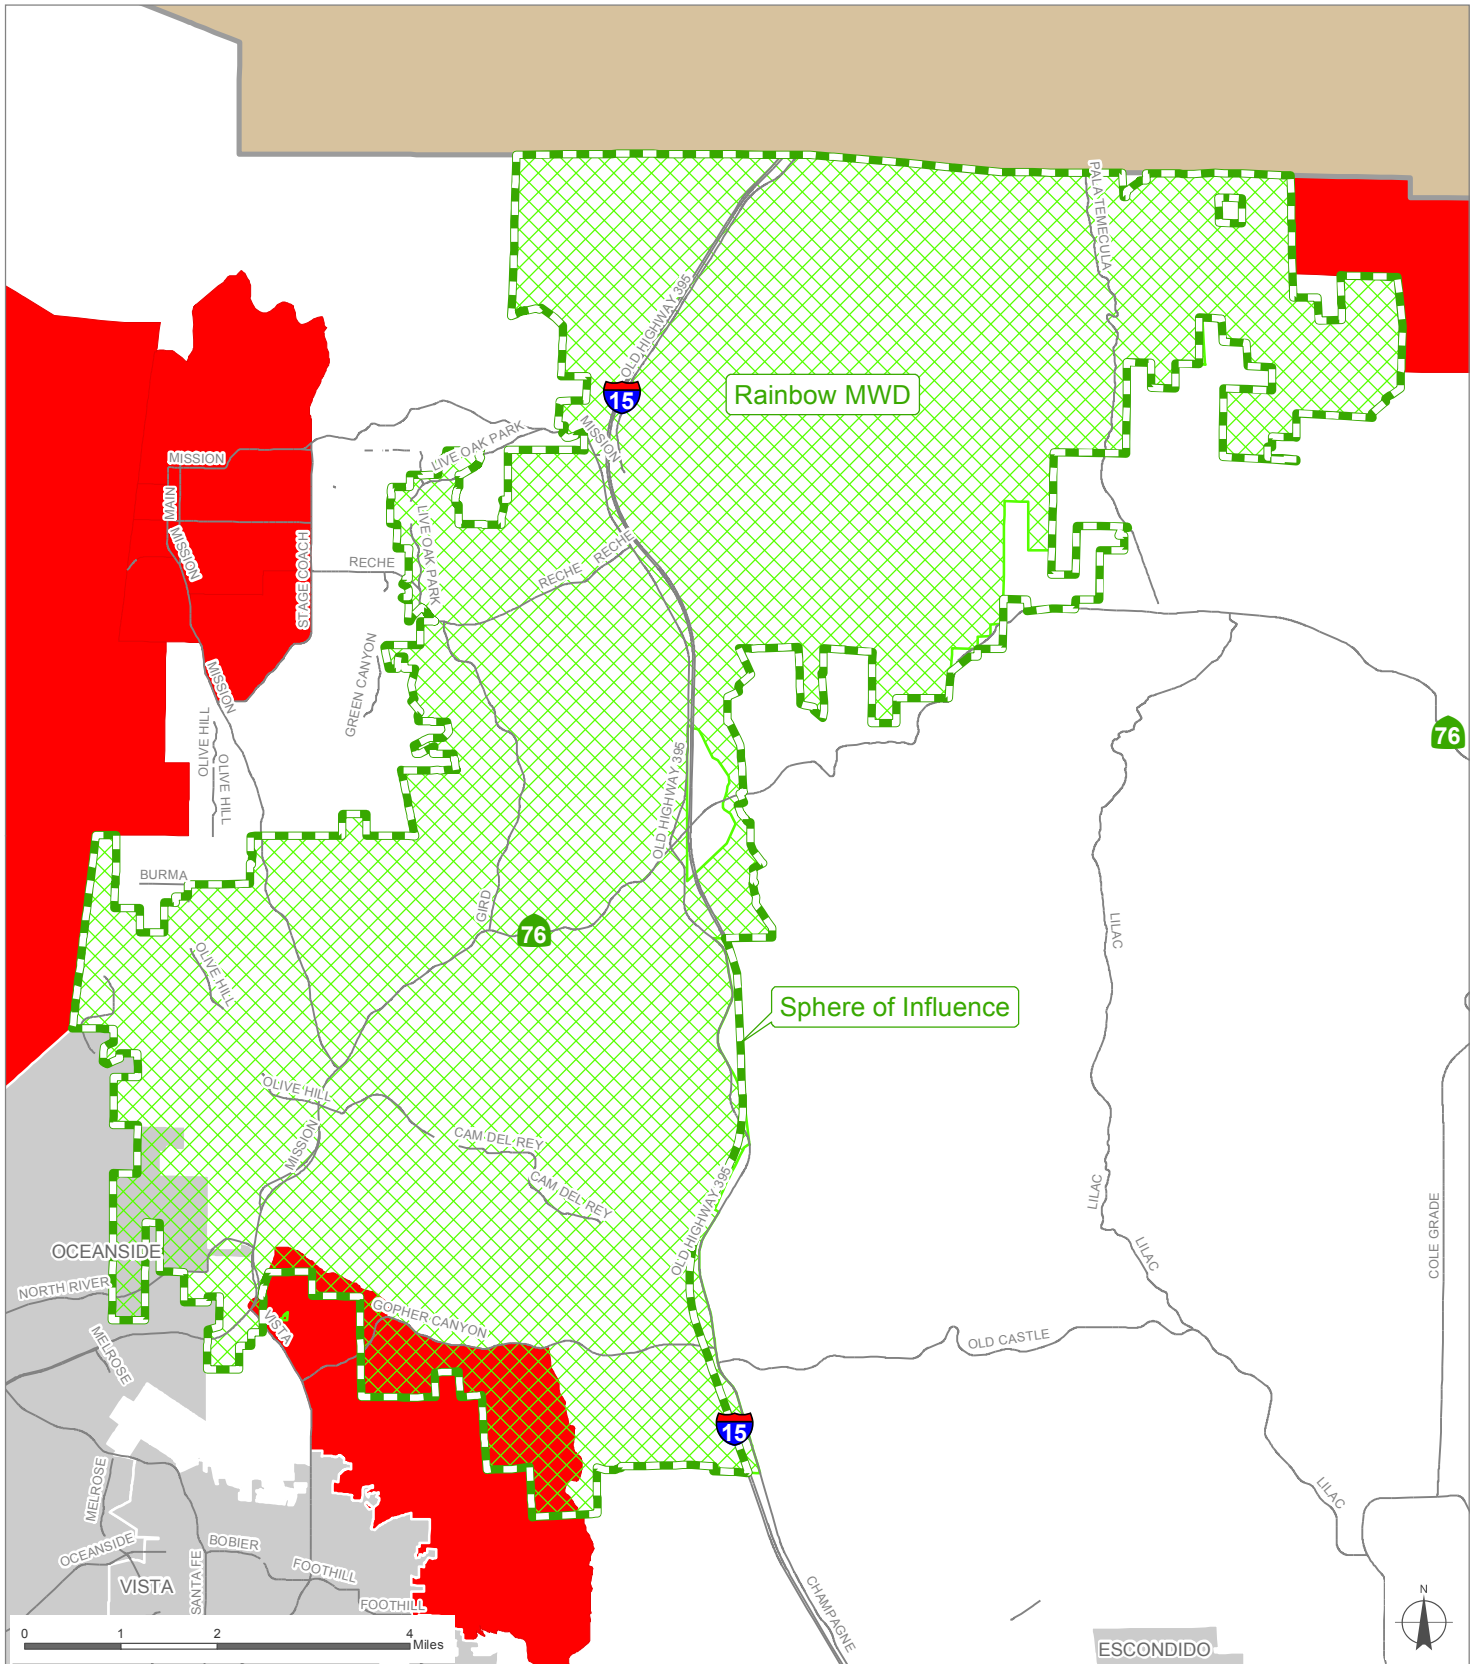 PALA TEMECULA
OLD HIGHWAY 395
15
Rainbow MWD
MISSION
LIVE OAK PARK
MISSION
MAIN
MISSION
STAGE COACH
LIVE OAK PARK
RECHE
RECHE
RECHE
GREEN CANYON
MISSION
OLIVE HILL
OLIVE HILL
OLD HIGHWAY 395
76
BURMA
GIRD
76
OLIVE HILL
LILAC
Sphere of Influence
OLIVE HILL
MISSION
CAM DEL REY
CAM DEL REY
OLD HIGHWAY 395
LILAC
LILAC
COLE GRADE
OCEANSIDE
NORTH RIVER
VISTA
GOPHER CANYON
MELROSE
OLD CASTLE
15
MELROSE
LILAC
OCEANSIDE
BOBIER
SANTA FE
FOOTHILL
VISTA
FOOTHILL
CHAMPAGNE
N
0 1 2 4
Miles
ESCONDIDO